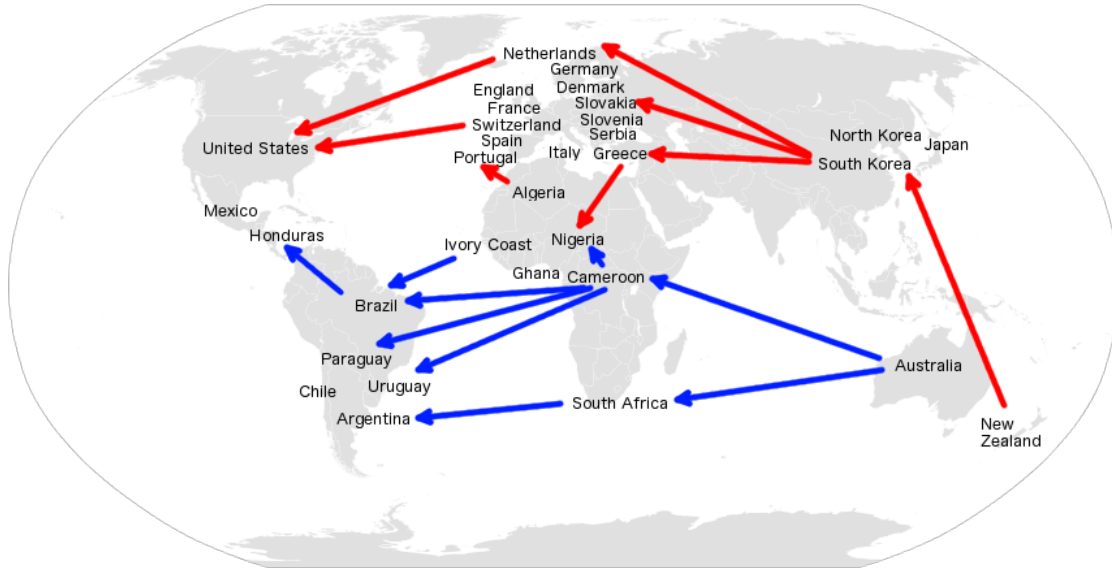 Netherlands
Germany
England
Denmark
France
Slovakia
Switzerland
Slovenia
Spain
Serbia
Portugal
Italy
Greece
North Korea
Japan
South Korea
United States
Algeria
Mexico
Honduras
Ivory Coast
Nigeria
Ghana
Cameroon
Brazil
Paraguay
Uruguay
Chile
Argentina
South Africa
Australia
New
Zealand